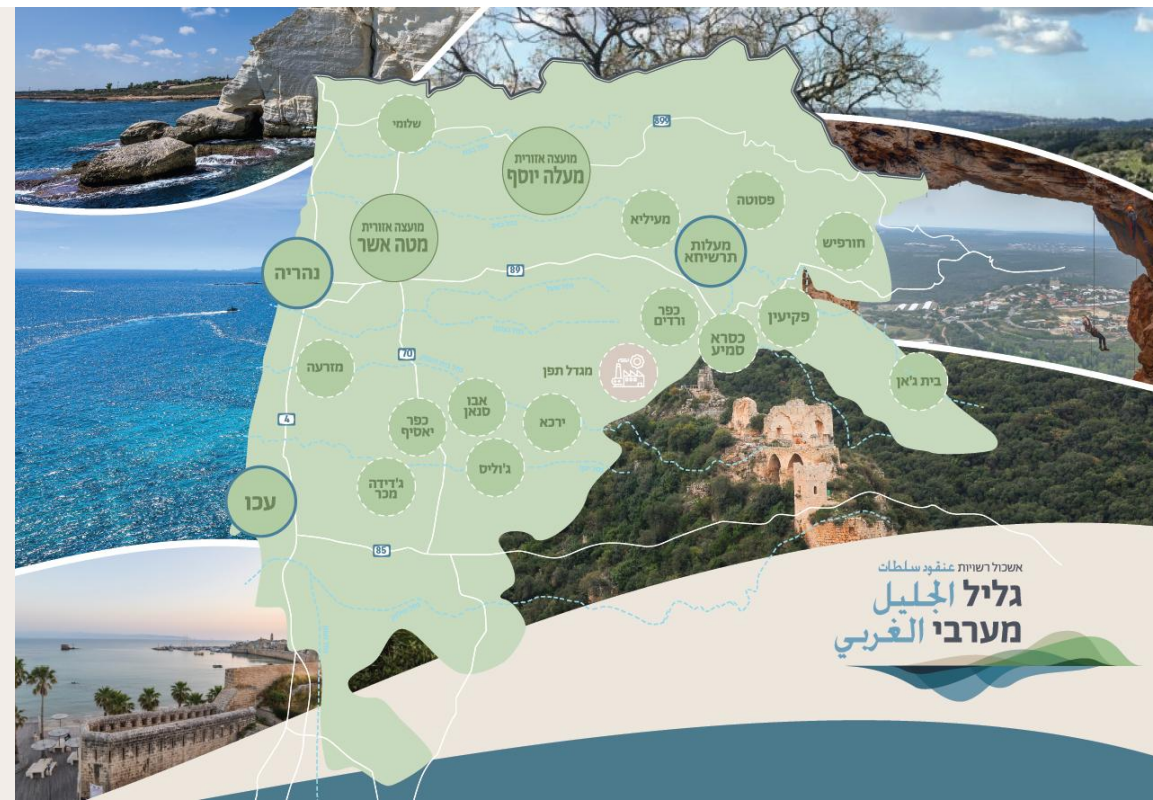 שלומי
899
מועצה אזורית
מעלה יוסף
פסוטה
מעיליא
מועצה אזורית
מטה אשר
מעלות
תרשיחא
חורפיש
נהריה
89
כפר
ורדים
פקיעין
כסרא
סמיע
70
מזרעה
מגדל תפן
בית ג'אן
אבו
סנאן
4
כפר
יאסיף
ירכא
ג'וליס
ג'דידה
מכר
עכו
85
אשכול רשויות عنقود سلطات
גליל الجليل
מערבי الغربي